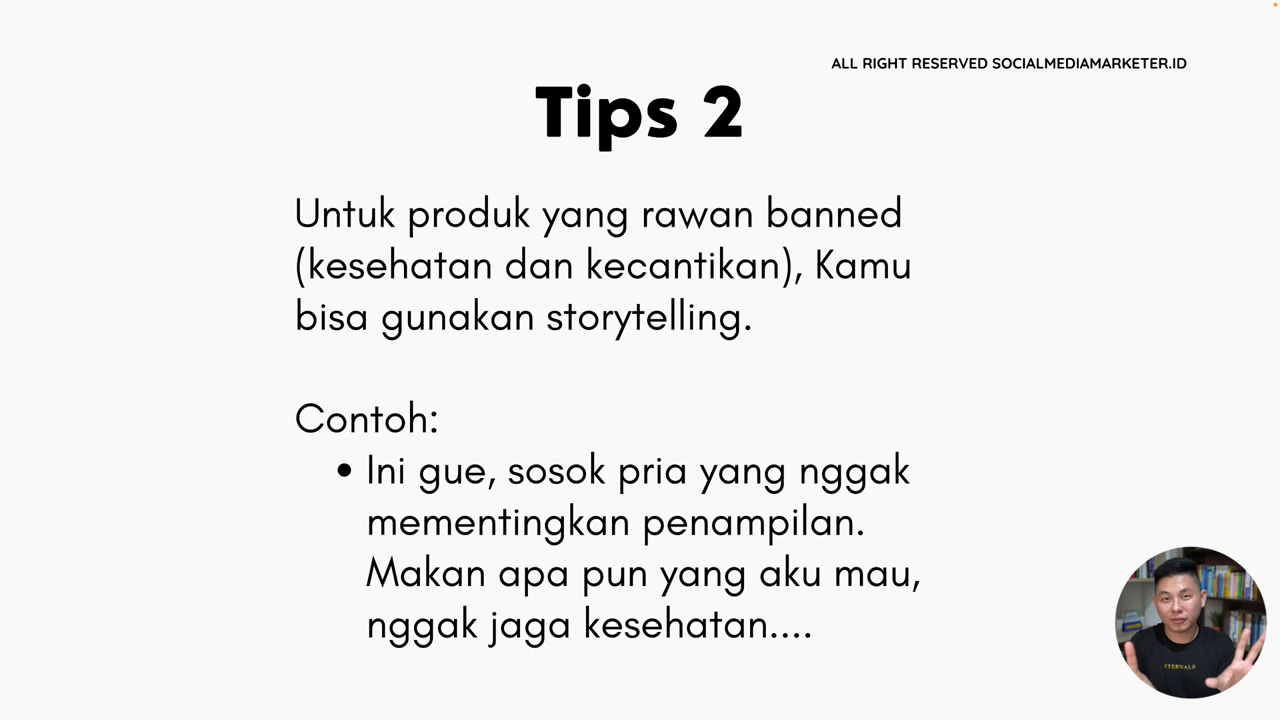 ALL RIGHT RESERVED SOCIALMEDIAMARKETER.ID
Tips 2
Untuk produk yang rawan banned
(kesehatan dan kecantikan), Kamu
bisa gunakan storytelling.
Contoh:
• Ini gue, sosok pria yang nggak
mementingkan penampilan.
Makan apa pun yang aku mau,
nggak jaga kesehatan....
ETERNALS